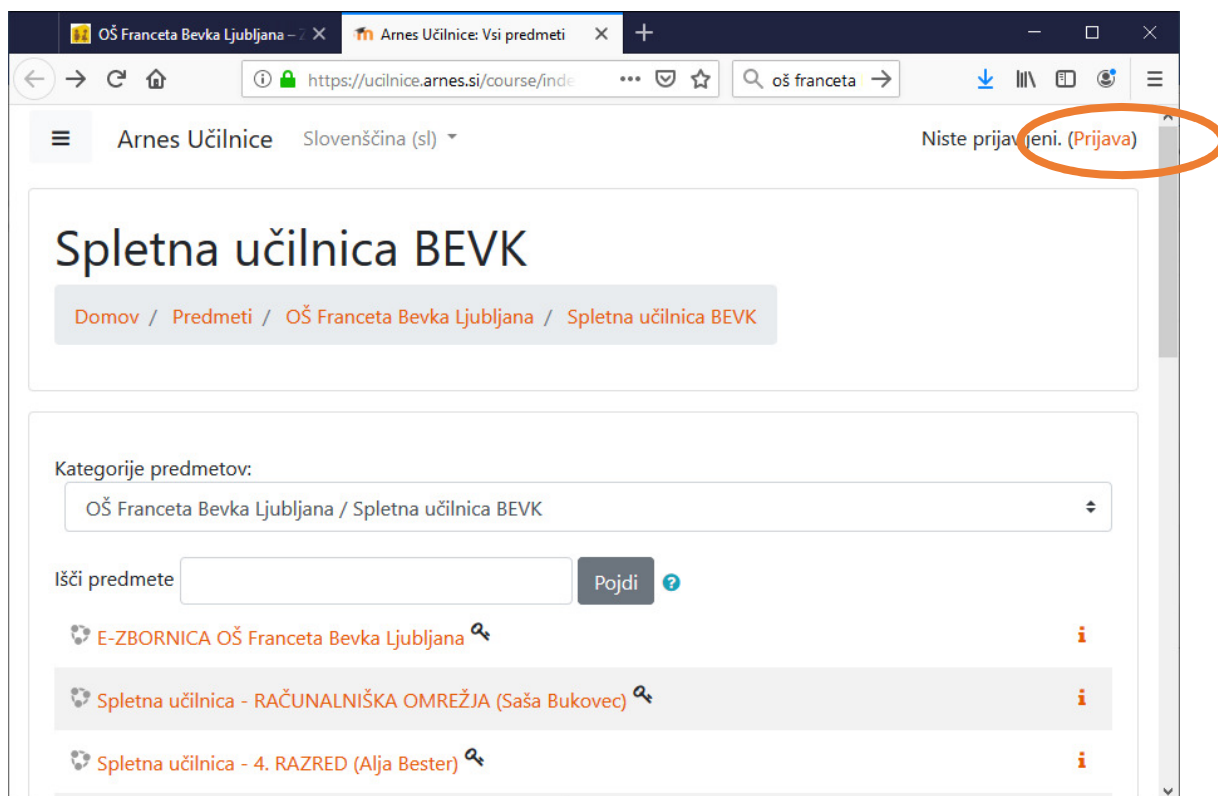 OŠ Franceta Bevka Ljubljana – Z
Arnes Učilnice: Vsi predmeti
https://ucilnice.arnes.si/course/inde
oš franceta
Arnes Učilnice Slovenščina (sl)
Niste prijavljeni. (Prijava)
Spletna učilnica BEVK
Domov / Predmeti / OŠ Franceta Bevka Ljubljana / Spletna učilnica BEVK
Kategorije predmetov:
OŠ Franceta Bevka Ljubljana / Spletna učilnica BEVK
Išči predmete Pojdi
E-ZBORNICA OŠ Franceta Bevka Ljubljana
Spletna učilnica - RAČUNALNIŠKA OMREŽJA (Saša Bukovec)
Spletna učilnica - 4. RAZRED (Alja Bester)